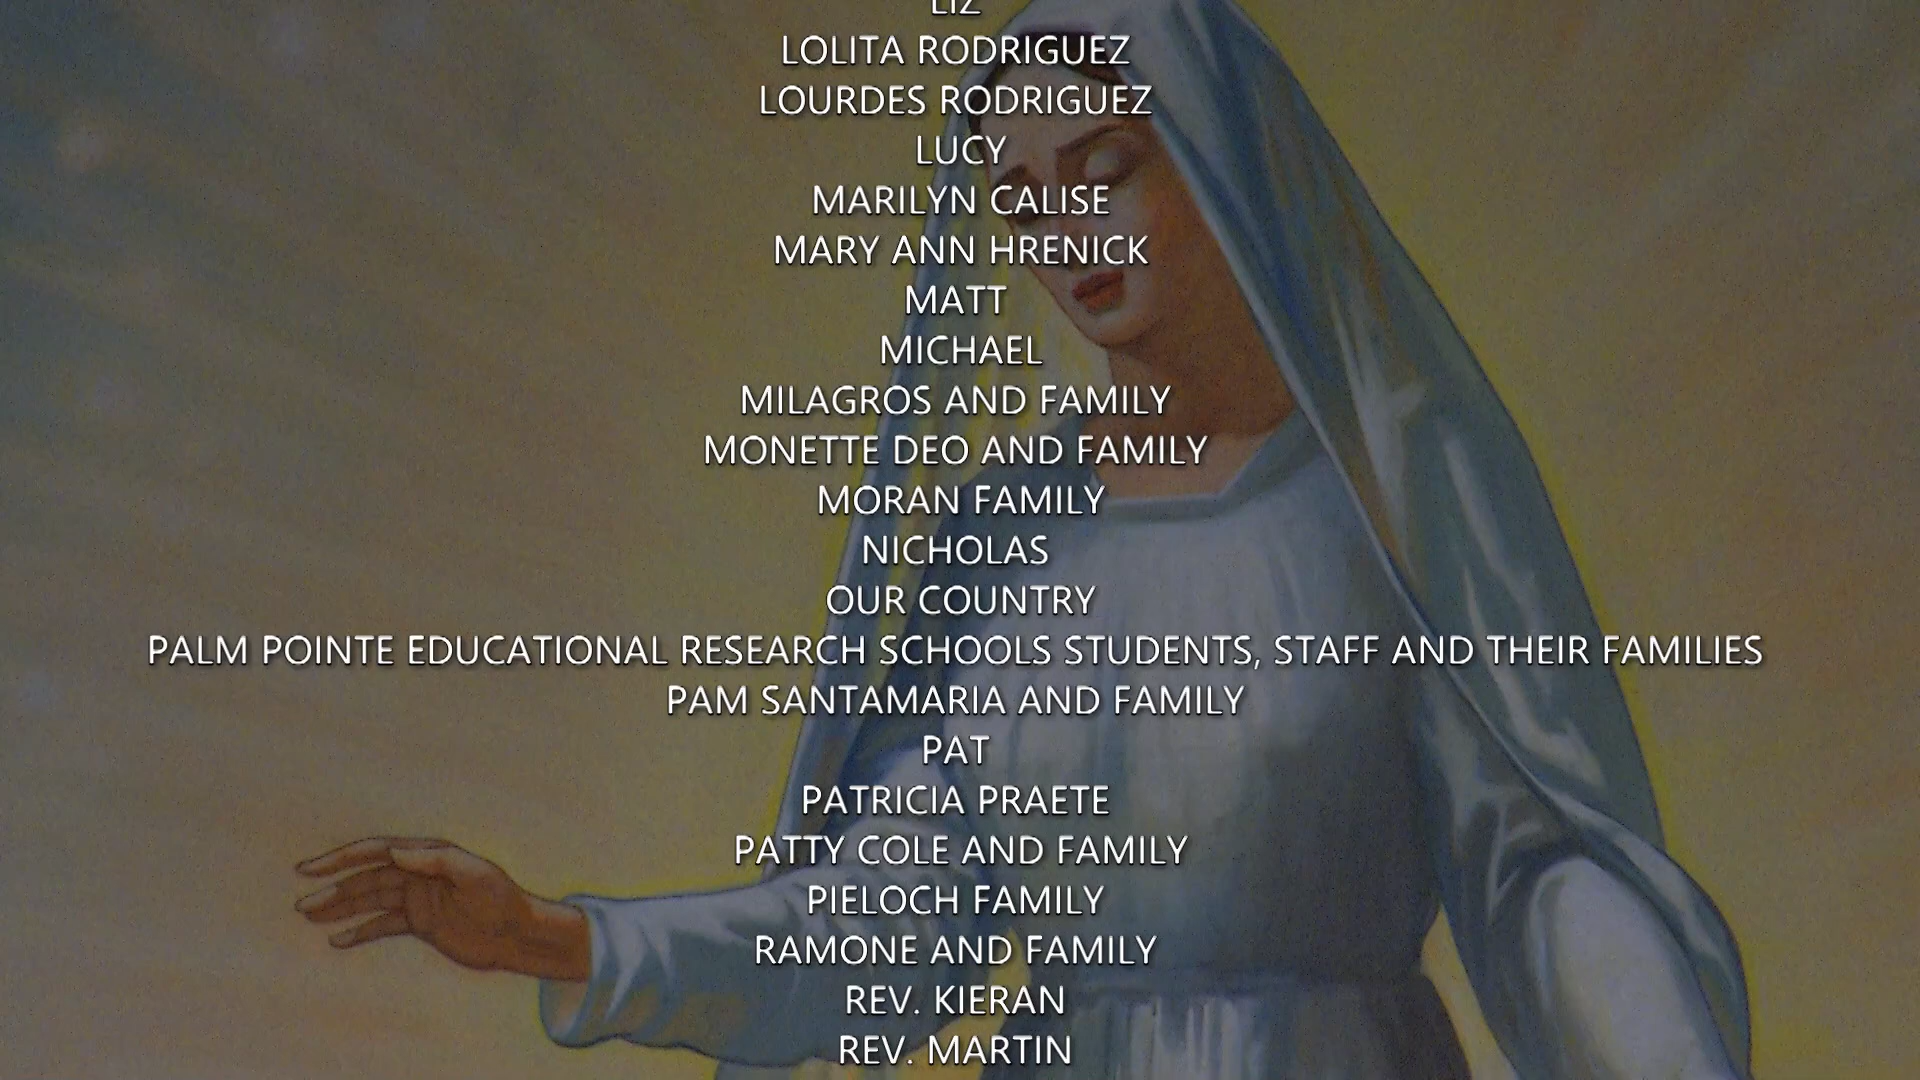 LIZ
LOLITA RODRIGUEZ
LOURDES RODRIGUEZ
LUCY
MARILYN CALISE
MARY ANN HRENICK
MATT
MICHAEL
MILAGROS AND FAMILY
MONETTE DEO AND FAMILY
MORAN FAMILY
NICHOLAS
OUR COUNTRY
PALM POINTE EDUCATIONAL RESEARCH SCHOOLS STUDENTS, STAFF AND THEIR FAMILIES
PAM SANTAMARIA AND FAMILY
PAT
PATRICIA PRAETE
PATTY COLE AND FAMILY
PIELOCH FAMILY
RAMONE AND FAMILY
REV. KIERAN
REV. MARTIN